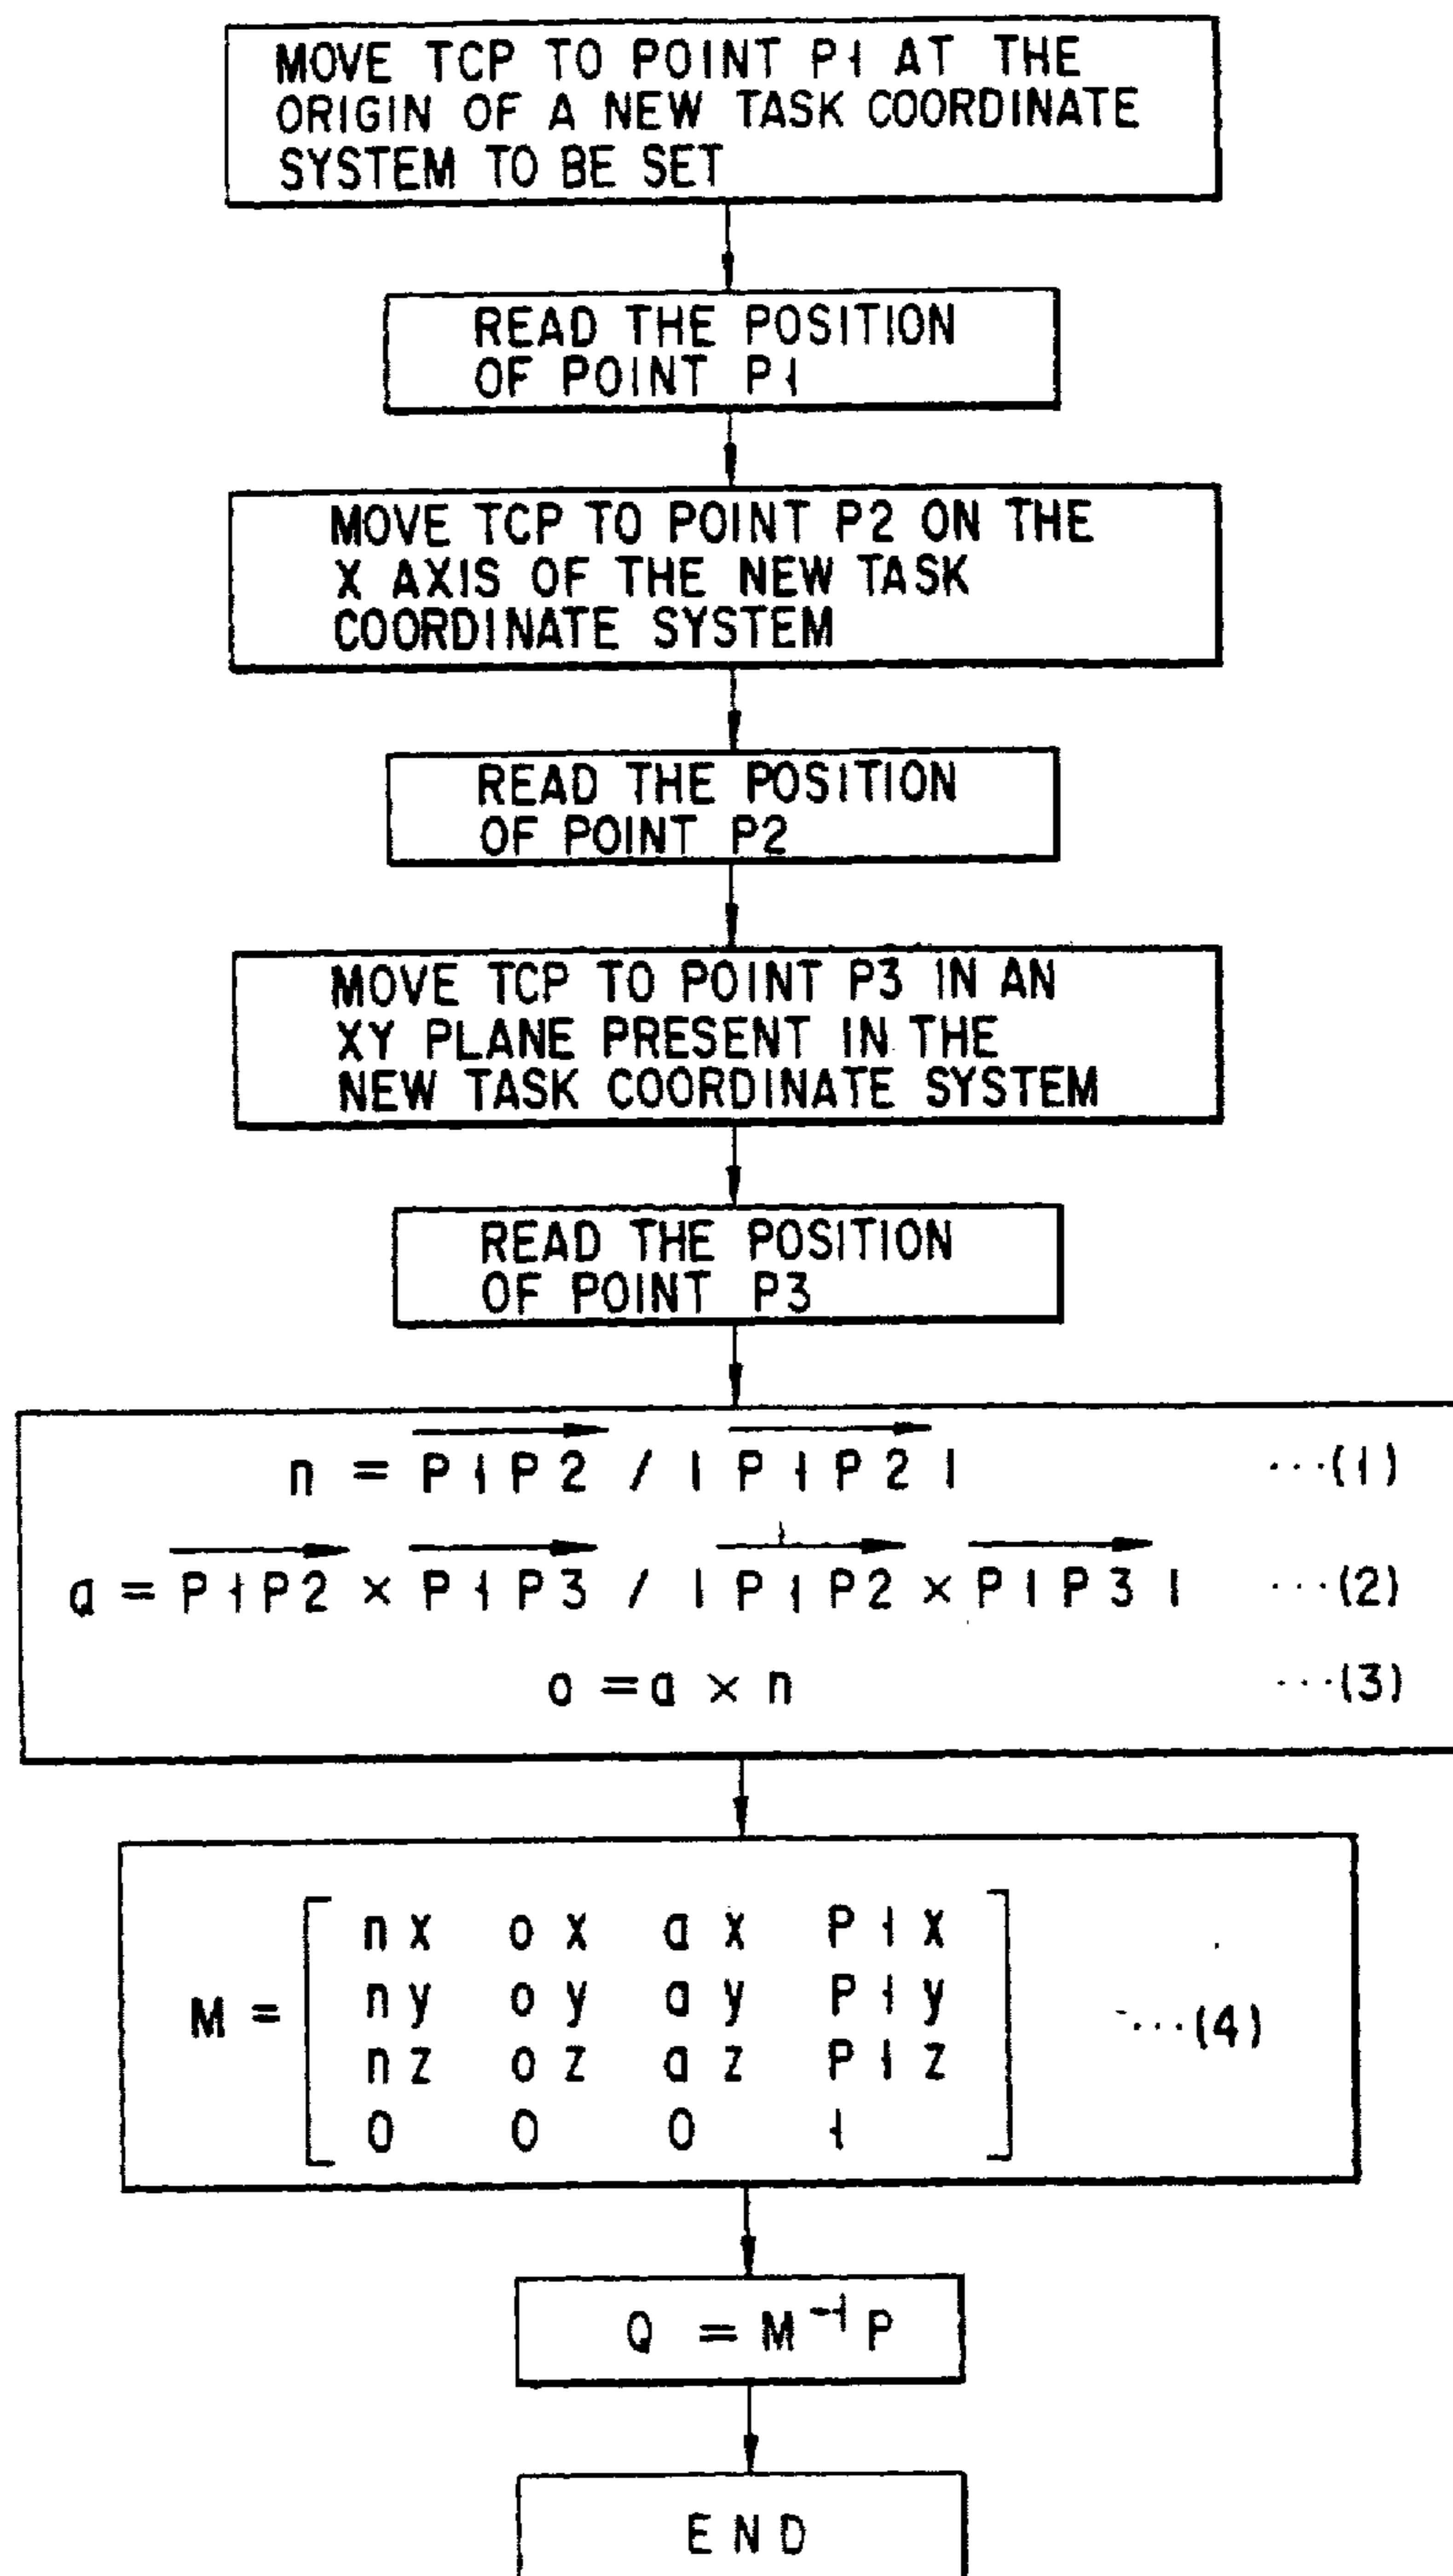 MOVE TCP TO POINT P1 AT THE
ORIGIN OF A NEW TASK COORDINATE
SYSTEM TO BE SET
READ THE POSITION
OF POINT P1
MOVE TCP TO POINT P2 ON THE
X AXIS OF THE NEW TASK
COORDINATE SYSTEM
READ THE POSITION
OF POINT P2
MOVE TCP TO POINT P3 IN AN
XY PLANE PRESENT IN THE
NEW TASK COORDINATE SYSTEM
READ THE POSITION
OF POINT P3
n = P1P2 / |P1P2| ···(1)
a = P1P2 × P1P3 / |P1P2 × P1P3| ···(2)
o = a × n ···(3)
nx ox ax P1x
ny oy ay P1y
M = ···(4)
nz oz az P1z
0 0 0 1
Q = M⁻¹ P
END